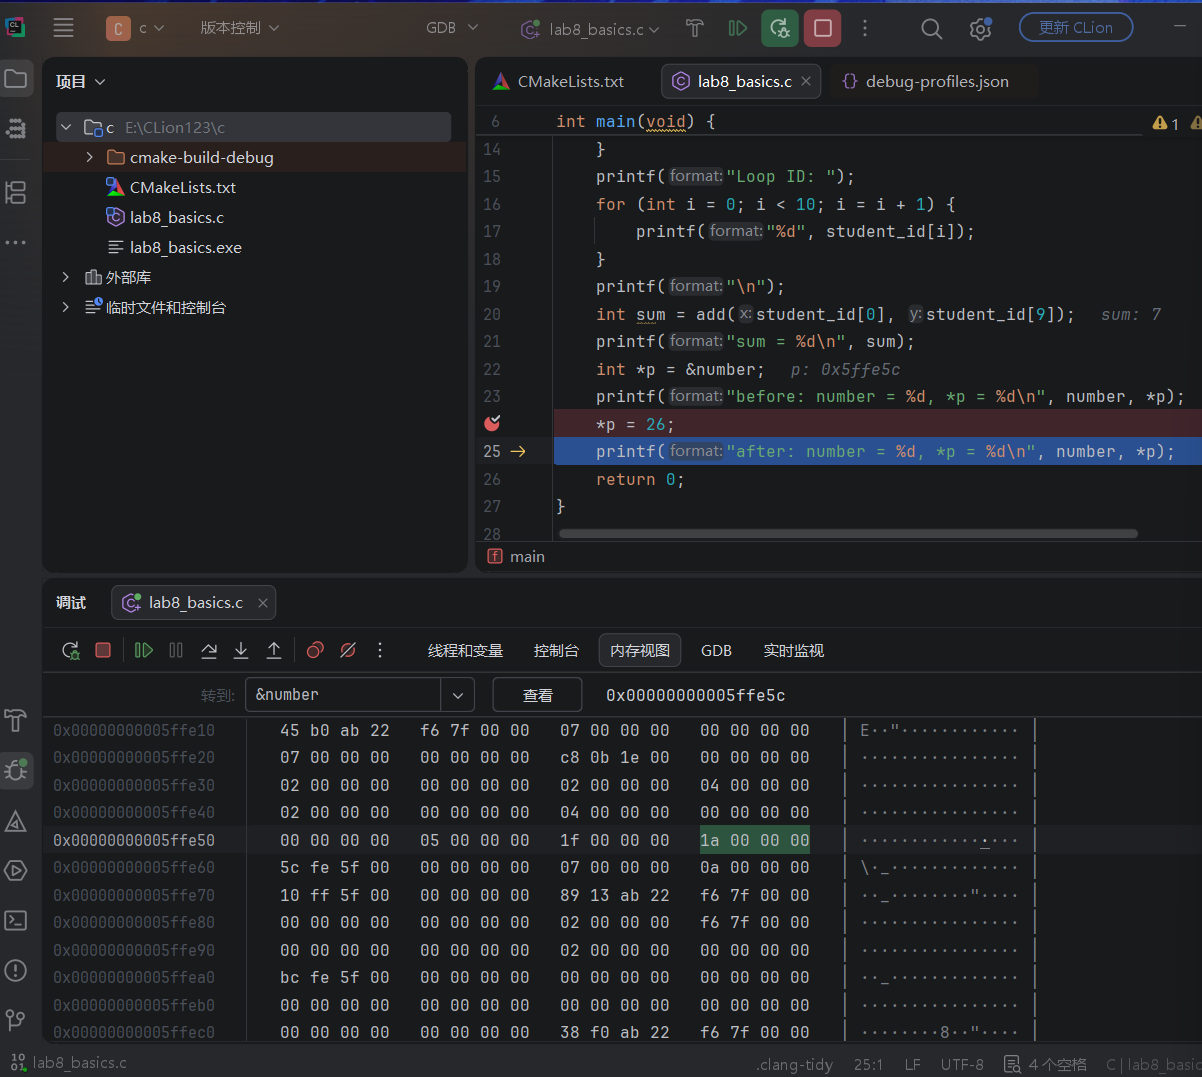 CL
C c 版本控制 GDB lab8_basics.c 更新 CLion
项目
c E:\CLion123\c
cmake-build-debug
CMakeLists.txt
lab8_basics.c
lab8_basics.exe
外部库
临时文件和控制台
CMakeLists.txt lab8_basics.c debug-profiles.json
6 int main(void) { 1
14 }
15 printf(format:"Loop ID: ");
16 for (int i = 0; i < 10; i = i + 1) {
17 printf(format:"%d", student_id[i]);
18 }
19 printf(format:"\n");
20 int sum = add(x:student_id[0], y:student_id[9]); sum: 7
21 printf(format:"sum = %d\n", sum);
22 int *p = &number; p: 0x5ffe5c
23 printf(format:"before: number = %d, *p = %d\n", number, *p);
*p = 26;
25 printf(format:"after: number = %d, *p = %d\n", number, *p);
26 return 0;
27 }
28
f main
调试 lab8_basics.c
线程和变量 控制台 内存视图 GDB 实时监视
转到: &number 查看 0x00000000005ffe5c
0x00000000005ffe10 45 b0 ab 22 f6 7f 00 00 07 00 00 00 00 00 00 00 E··"············
0x00000000005ffe20 07 00 00 00 00 00 00 00 c8 0b 1e 00 00 00 00 00 ················
0x00000000005ffe30 02 00 00 00 00 00 00 00 02 00 00 00 04 00 00 00 ················
0x00000000005ffe40 02 00 00 00 00 00 00 00 04 00 00 00 00 00 00 00 ················
0x00000000005ffe50 00 00 00 00 05 00 00 00 1f 00 00 00 1a 00 00 00 ················
0x00000000005ffe60 5c fe 5f 00 00 00 00 00 07 00 00 00 0a 00 00 00 \·_·············
0x00000000005ffe70 10 ff 5f 00 00 00 00 00 89 13 ab 22 f6 7f 00 00 ··_········"····
0x00000000005ffe80 00 00 00 00 00 00 00 00 02 00 00 00 f6 7f 00 00 ················
0x00000000005ffe90 00 00 00 00 00 00 00 00 02 00 00 00 00 00 00 00 ················
0x00000000005ffea0 bc fe 5f 00 00 00 00 00 00 00 00 00 00 00 00 00 ··_·············
0x00000000005ffeb0 00 00 00 00 00 00 00 00 00 00 00 00 00 00 00 00 ················
0x00000000005ffec0 00 00 00 00 00 00 00 00 38 f0 ab 22 f6 7f 00 00 ········8··"····
lab8_basics.c .clang-tidy 25:1 LF UTF-8 4 个空格 C | lab8_basic